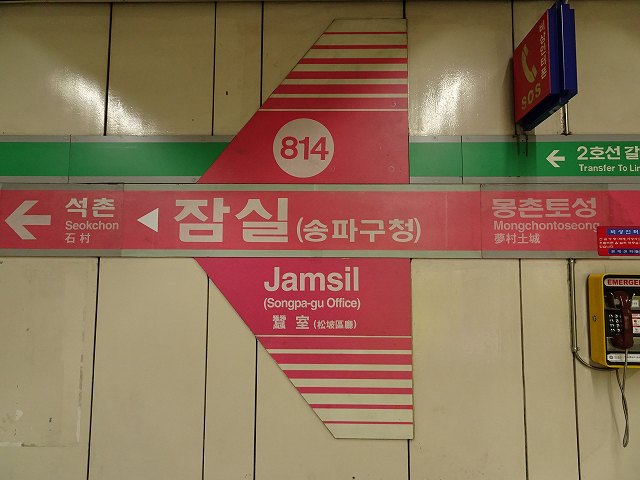 SOS
814
2호선 갈
Transfer To Li
석촌
Seokchon
石村
잠실(송파구청)
몽촌토성
Mongchontoseong
夢村土城
Jamsil
(Songpa-gu Office)
蠶室(松坡區廳)
EMERGE